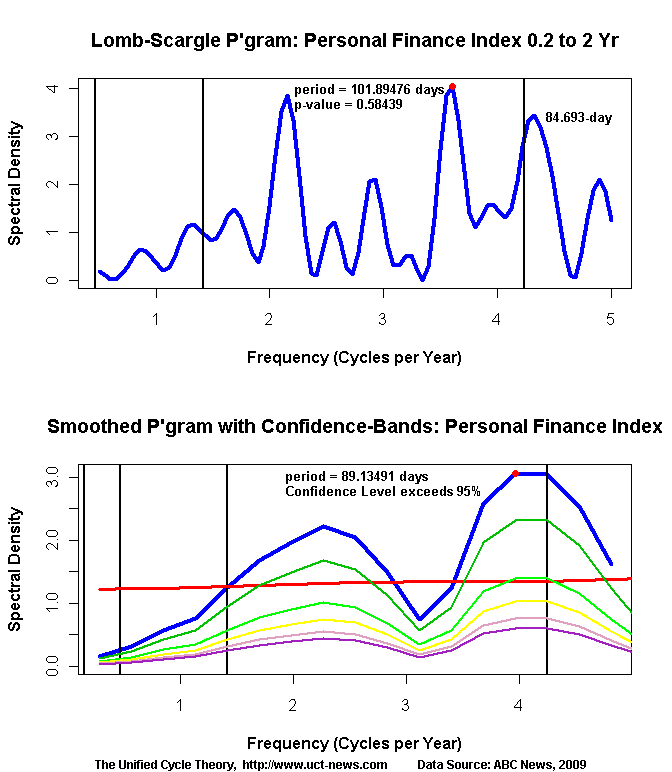 Lomb-Scargle P'gram: Personal Finance Index 0.2 to 2 Yr
period = 101.89476 days
p-value = 0.58439
84.693-day
Spectral Density
4
3
2
1
0
1 2 3 4 5
Frequency (Cycles per Year)
Smoothed P'gram with Confidence-Bands: Personal Finance Index
period = 89.13491 days
Confidence Level exceeds 95%
Spectral Density
3.0
2.0
1.0
0.0
1 2 3 4
Frequency (Cycles per Year)
The Unified Cycle Theory, http://www.uct-news.com Data Source: ABC News, 2009